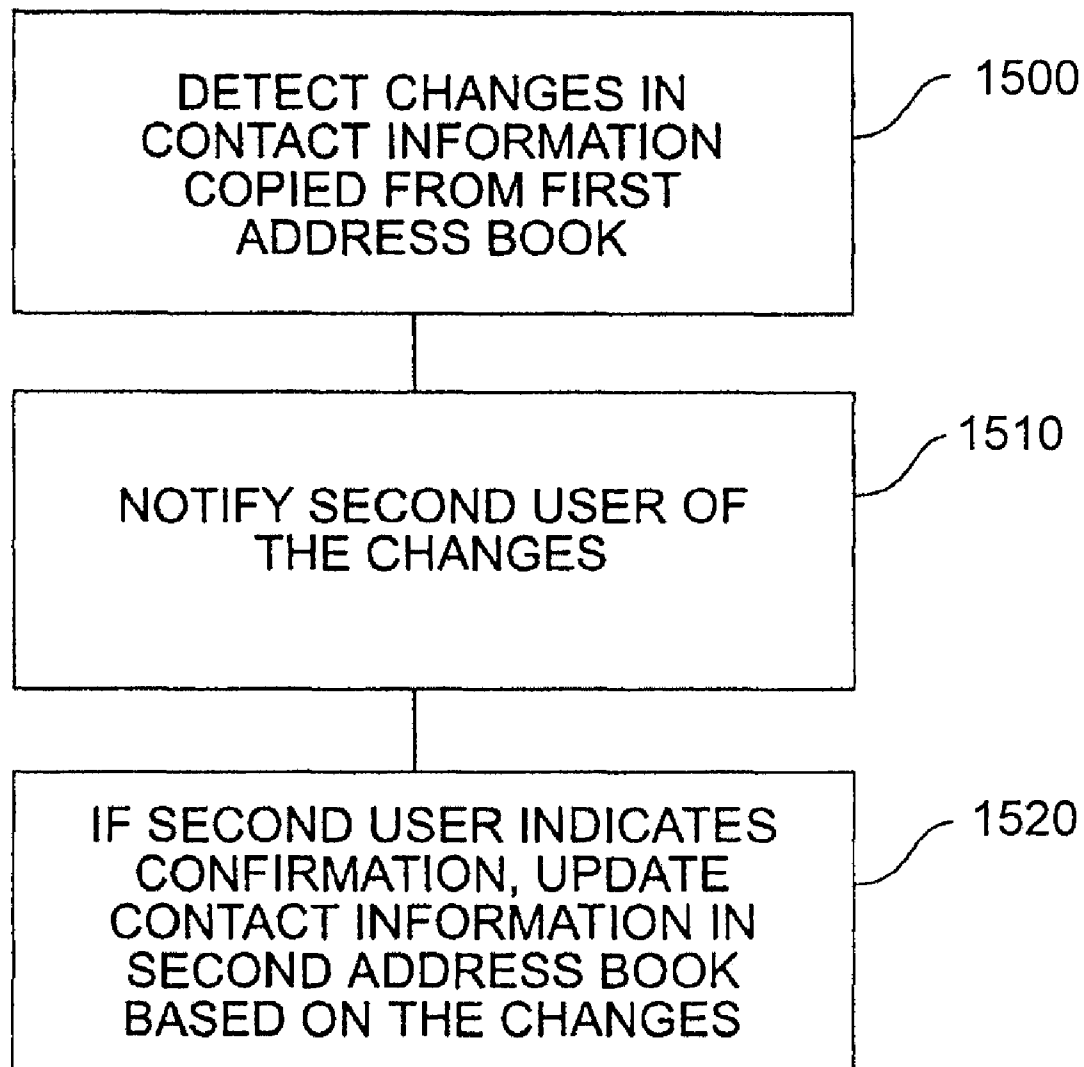 DETECT CHANGES IN
CONTACT INFORMATION
COPIED FROM FIRST
ADDRESS BOOK
1500
NOTIFY SECOND USER OF
THE CHANGES
1510
IF SECOND USER INDICATES
CONFIRMATION, UPDATE
CONTACT INFORMATION IN
SECOND ADDRESS BOOK
BASED ON THE CHANGES
1520